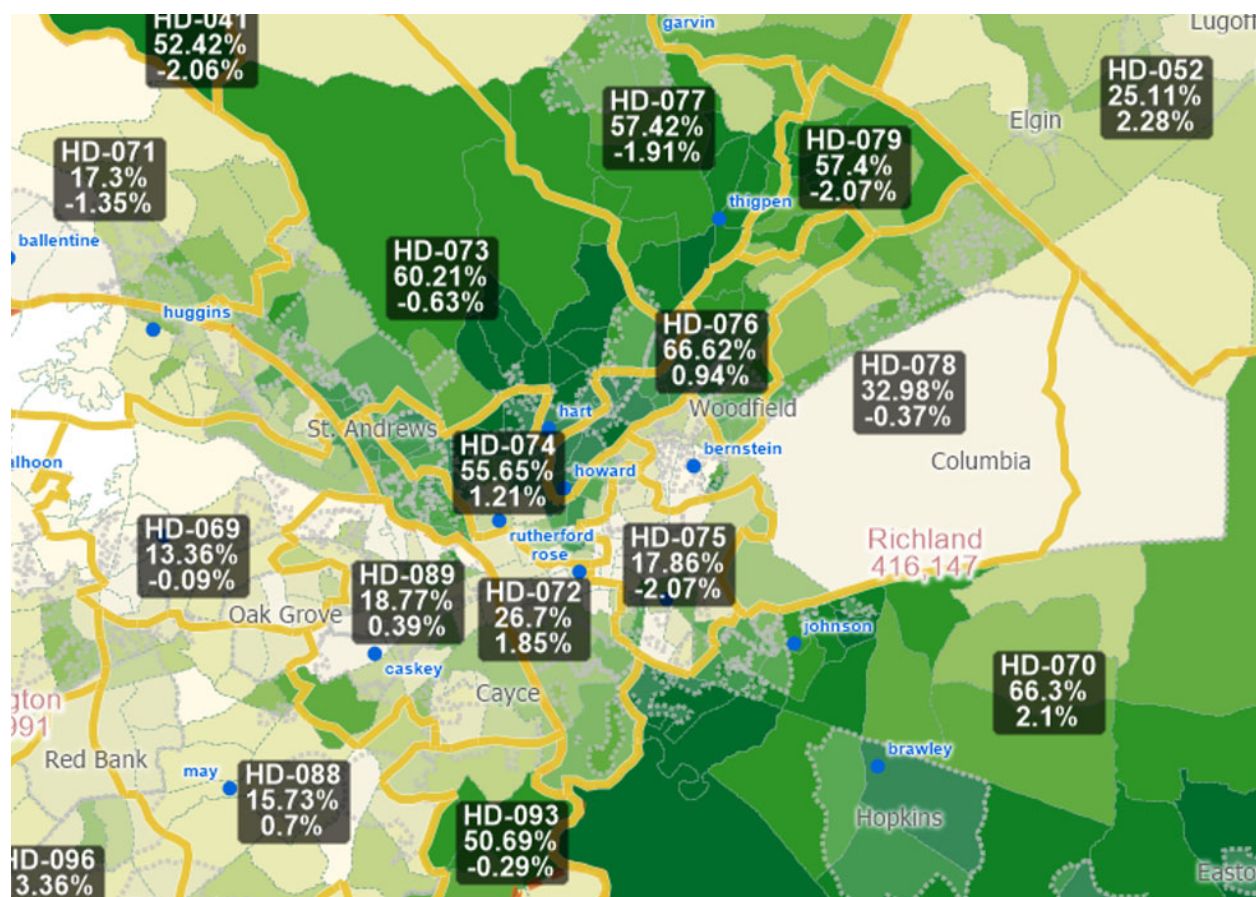 garvin
Lugoff
HD-041
52.42%
-2.06%
HD-052
25.11%
2.28%
HD-077
57.42%
-1.91%
Elgin
HD-079
57.4%
-2.07%
HD-071
17.3%
-1.35%
thigpen
ballentine
HD-073
60.21%
-0.63%
huggins
HD-076
66.62%
0.94%
HD-078
32.98%
-0.37%
Woodfield
hart
St. Andrews
bernstein
HD-074
55.65%
1.21%
howard
Columbia
alhoon
rutherford
rose
HD-069
13.36%
-0.09%
HD-075
17.86%
-2.07%
Richland
416,147
HD-089
18.77%
0.39%
HD-072
26.7%
1.85%
Oak Grove
johnson
caskey
HD-070
66.3%
2.1%
Cayce
gton
991
brawley
Red Bank
may
HD-088
15.73%
0.7%
HD-093
50.69%
-0.29%
Hopkins
HD-096
3.36%
Easto